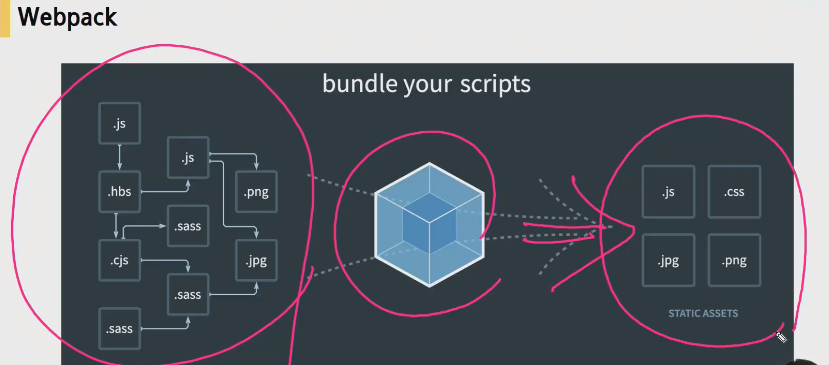 Webpack
bundle your scripts
.js
.js
.hbs
.png
.sass
.cjs
.jpg
.sass
.sass
.js
.css
.jpg
.png
STATIC ASSETS